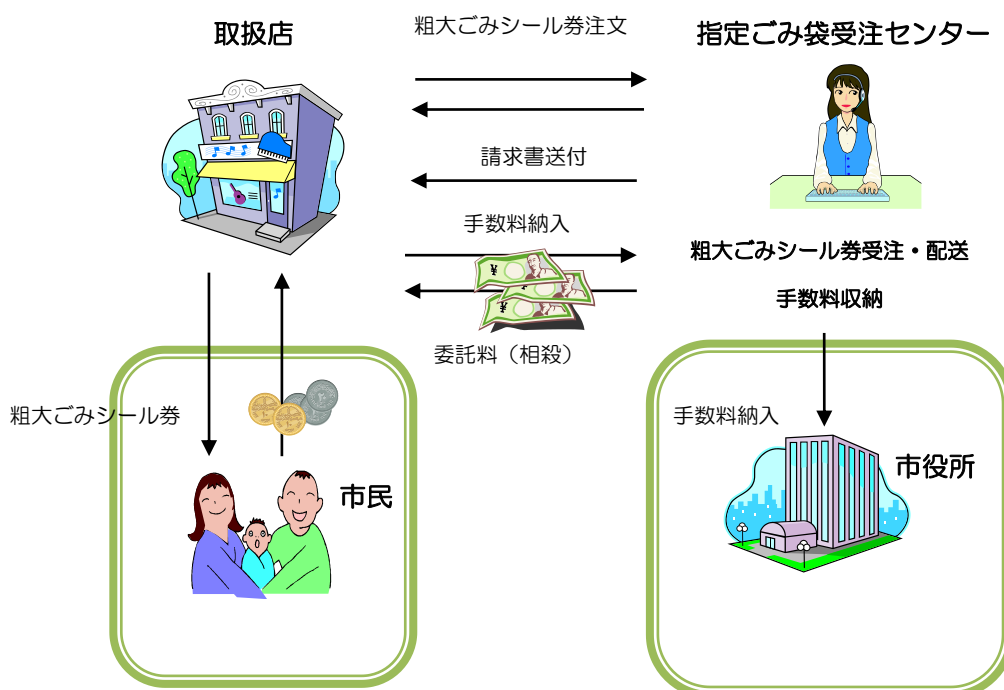 取扱店
粗大ごみシール券注文
指定ごみ袋受注センター
請求書送付
手数料納入
粗大ごみシール券受注・配送
手数料収納
委託料（相殺）
粗大ごみシール券
手数料納入
市民
市役所